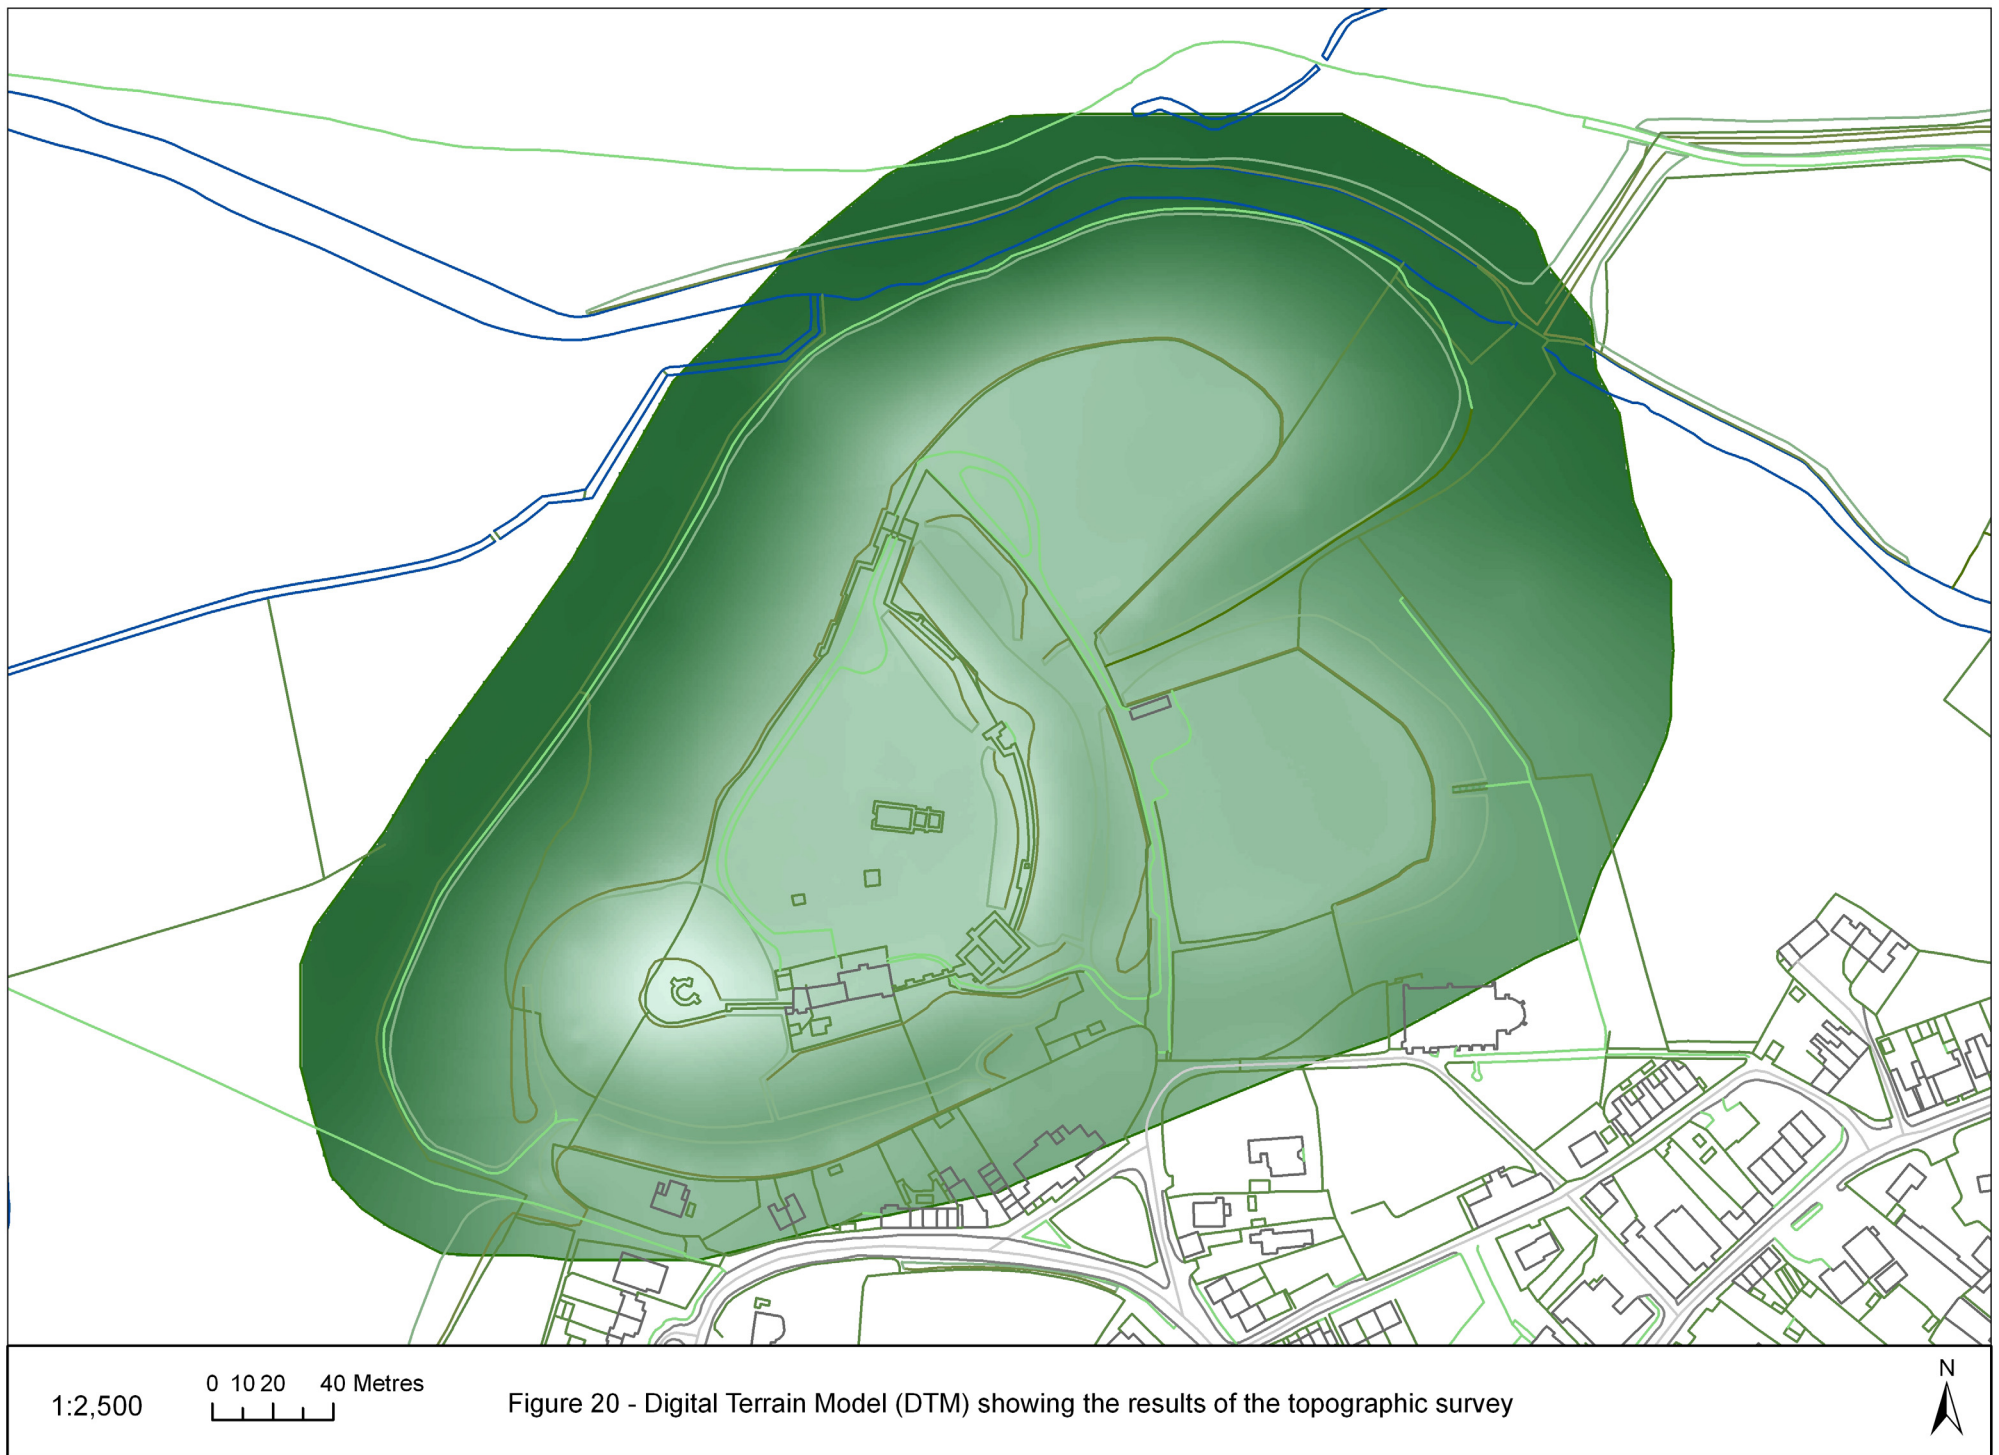 N
0 10 20 40 Metres
1:2,500
Figure 20 - Digital Terrain Model (DTM) showing the results of the topographic survey